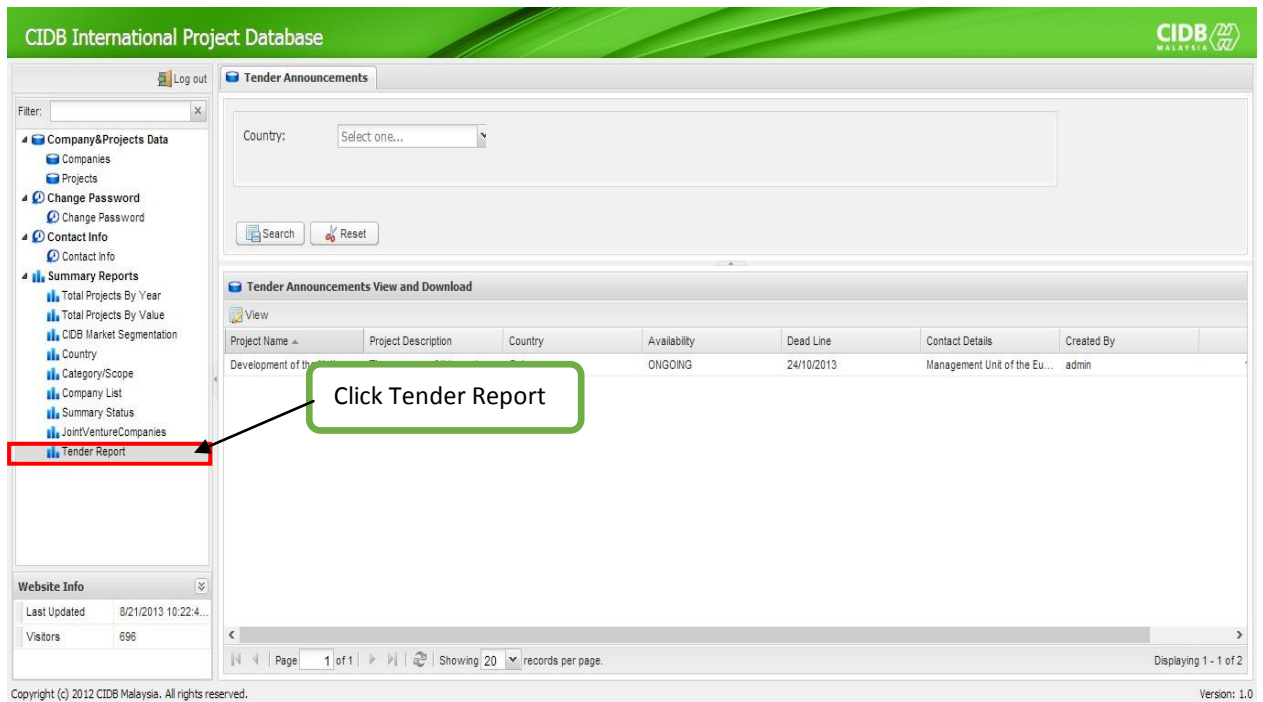 CIDB International Project Database
CIDB
MALAYSIA
Log out
Filter:
Company&Projects Data
Companies
Projects
Change Password
Change Password
Contact Info
Contact Info
Summary Reports
Total Projects By Year
Total Projects By Value
CIDB Market Segmentation
Country
Category/Scope
Company List
Summary Status
JointVentureCompanies
Tender Report
Website Info
Last Updated 8/21/2013 10:22:4...
Visitors 696
Tender Announcements
Country: Select one...
Search Reset
Tender Announcements View and Download
View
Project Name Project Description Country Availability Dead Line Contact Details Created By
Development of ONGOING 24/10/2013 Management Unit of the Eu... admin
Click Tender Report
Page 1 of 1 Showing 20 records per page.
Displaying 1 - 1 of 2
Copyright (c) 2012 CIDB Malaysia. All rights reserved.
Version: 1.0